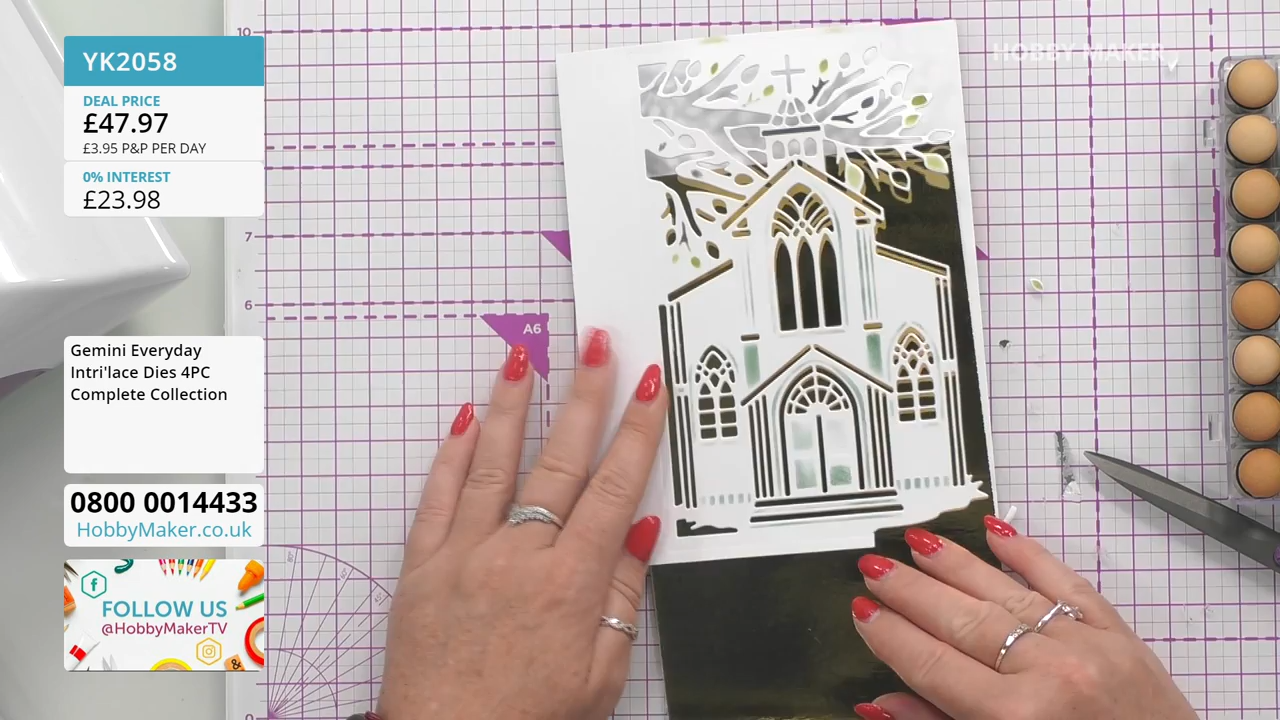 YK2058
DEAL PRICE
£47.97
£3.95 P&P PER DAY
0% INTEREST
£23.98
Gemini Everyday
Intri'lace Dies 4PC
Complete Collection
0800 0014433
HobbyMaker.co.uk
FOLLOW US
@HobbyMakerTV
HOBBY MAKER
10
7
6
A6